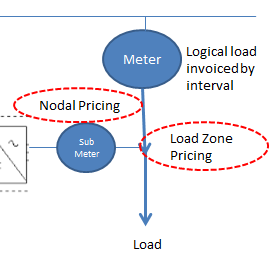 Meter
Logical load
invoiced by
interval
Nodal Pricing
Sub
Meter
Load Zone
Pricing
Load